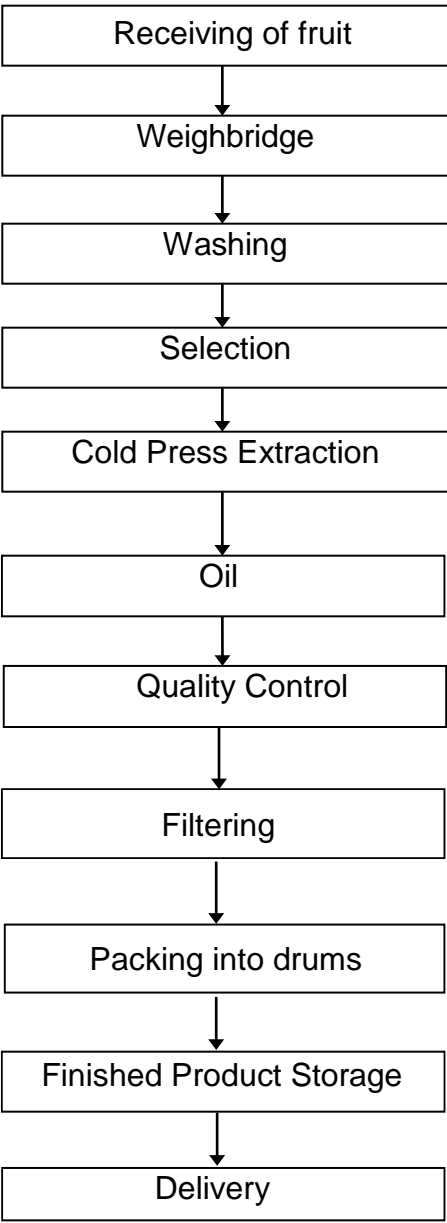 Receiving of fruit
Weighbridge
Washing
Selection
Cold Press Extraction
Oil
Quality Control
Filtering
Packing into drums
Finished Product Storage
Delivery